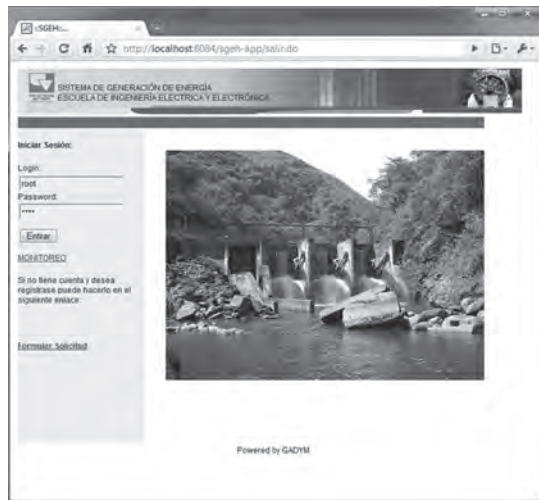 ::SGEH::...
http://localhost:8084/sgeh-app/salir.do
SISTEMA DE GENERACIÓN DE ENERGÍA
ESCUELA DE INGENIERÍA ELECTRICA Y ELECTRÓNICA
Iniciar Sesión:
Login:
root
Password:
••••
Entrar
MONITOREO
Si no tiene cuenta y desea
registrase puede hacerlo en el
siguiente enlace:
Formular Solicitud
Powered by GADYM